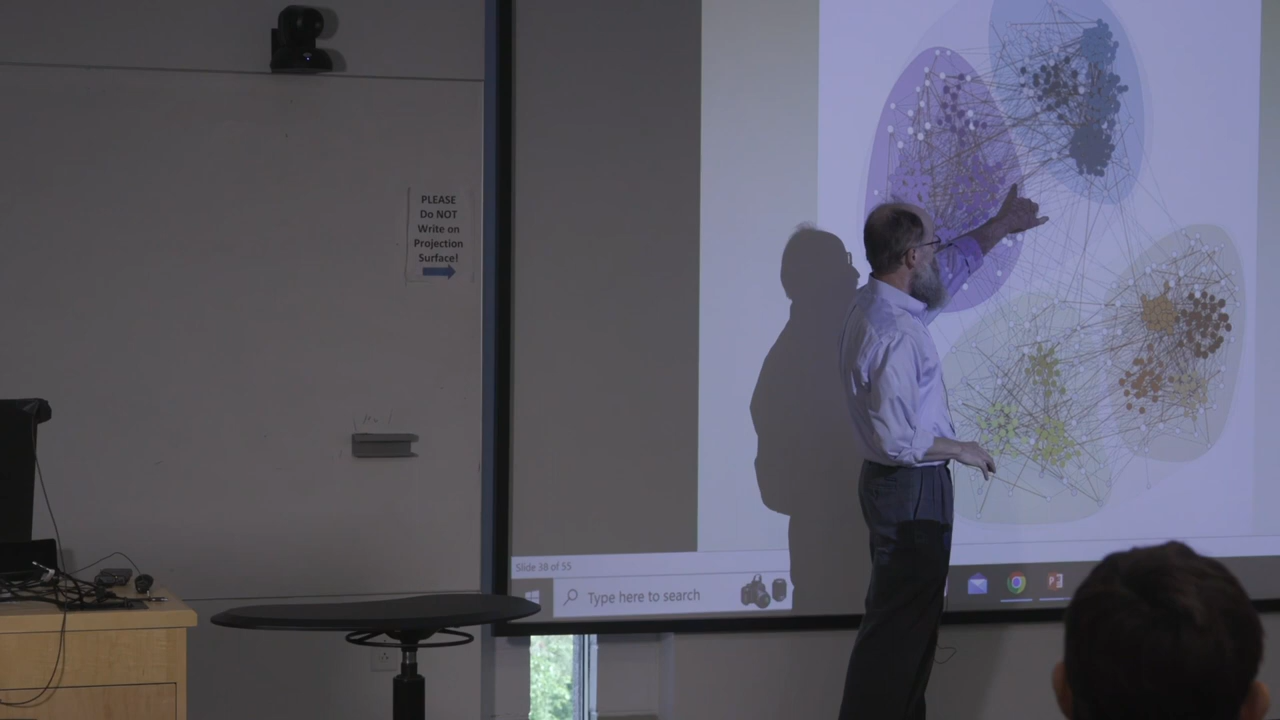 PLEASE
Do NOT
Write on
Projection
Surface!
Slide 38 of 55
Type here to search